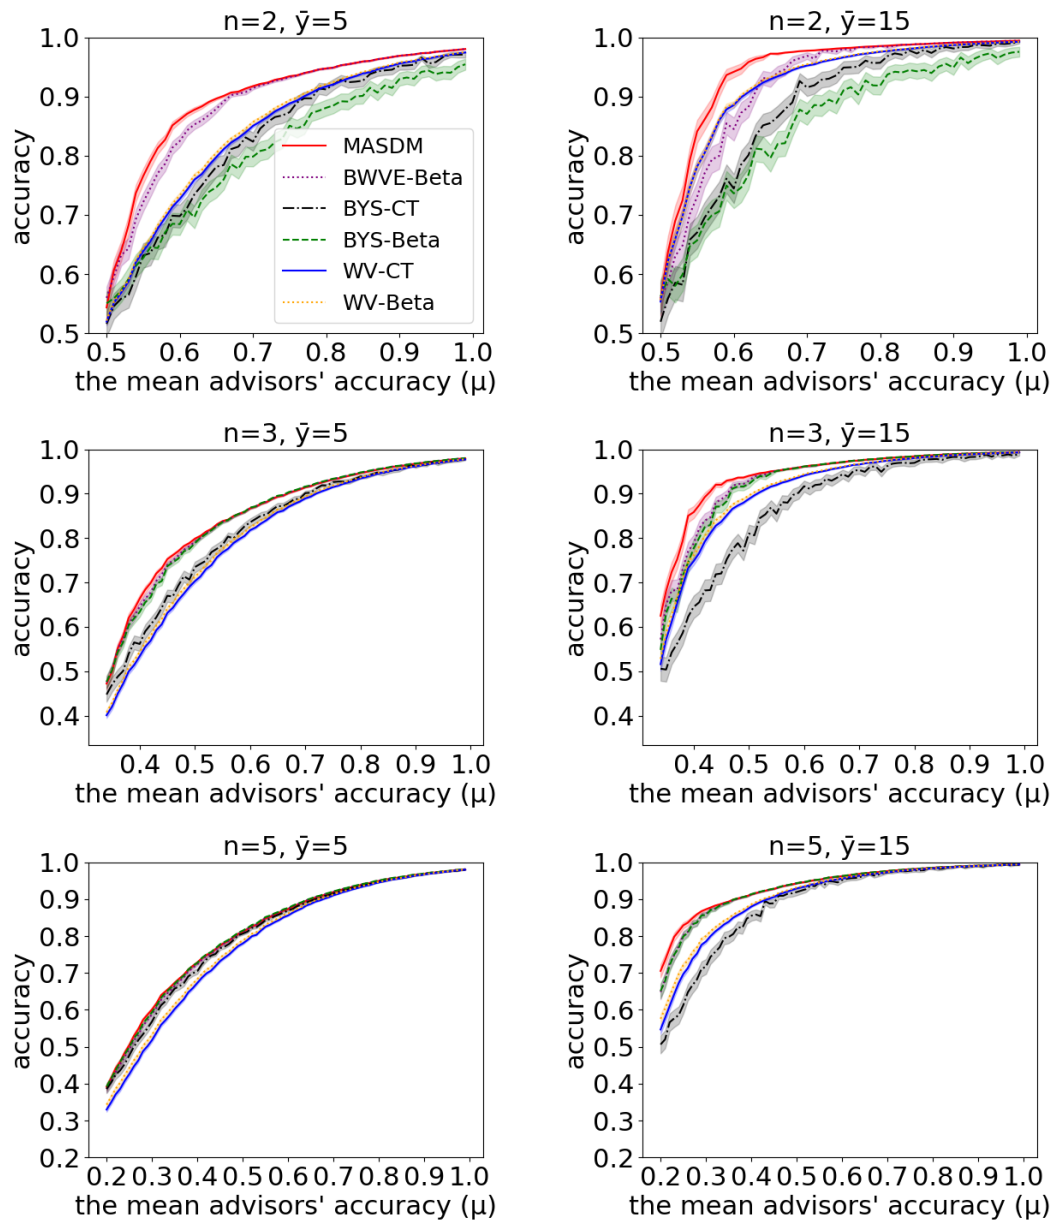 n=2, ȳ=5
1.0
0.9
0.8
0.7
0.6
0.5
accuracy
MASDM
BWVE-Beta
BYS-CT
BYS-Beta
WV-CT
WV-Beta
0.5 0.6 0.7 0.8 0.9 1.0
the mean advisors' accuracy (μ)
n=2, ȳ=15
1.0
0.9
0.8
0.7
0.6
0.5
accuracy
0.5 0.6 0.7 0.8 0.9 1.0
the mean advisors' accuracy (μ)
n=3, ȳ=5
1.0
0.9
0.8
0.7
0.6
0.5
0.4
accuracy
0.4 0.5 0.6 0.7 0.8 0.9 1.0
the mean advisors' accuracy (μ)
n=3, ȳ=15
1.0
0.9
0.8
0.7
0.6
0.5
0.4
accuracy
0.4 0.5 0.6 0.7 0.8 0.9 1.0
the mean advisors' accuracy (μ)
n=5, ȳ=5
1.0
0.9
0.8
0.7
0.6
0.5
0.4
0.3
0.2
accuracy
0.2 0.3 0.4 0.5 0.6 0.7 0.8 0.9 1.0
the mean advisors' accuracy (μ)
n=5, ȳ=15
1.0
0.9
0.8
0.7
0.6
0.5
0.4
0.3
0.2
accuracy
0.2 0.3 0.4 0.5 0.6 0.7 0.8 0.9 1.0
the mean advisors' accuracy (μ)